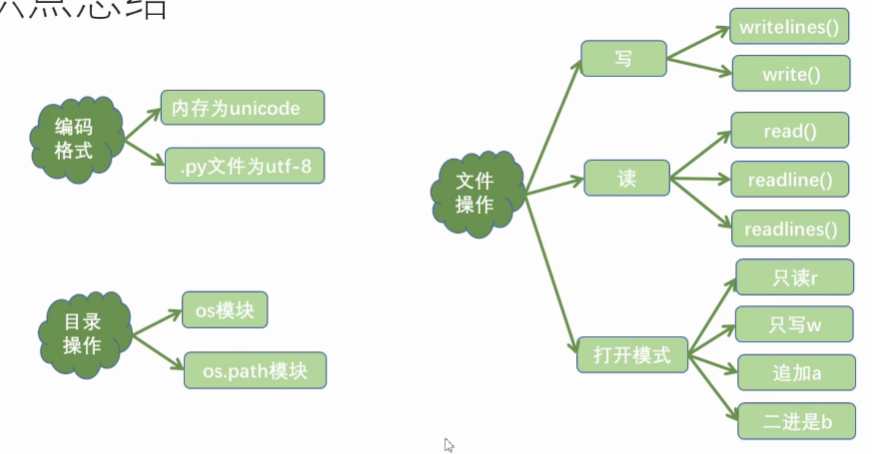 点总结
编码
格式
内存为unicode
.py文件为utf-8
目录
操作
os模块
os.path模块
文件
操作
写
writelines()
write()
读
read()
readline()
readlines()
打开模式
只读r
只写w
追加a
二进是b